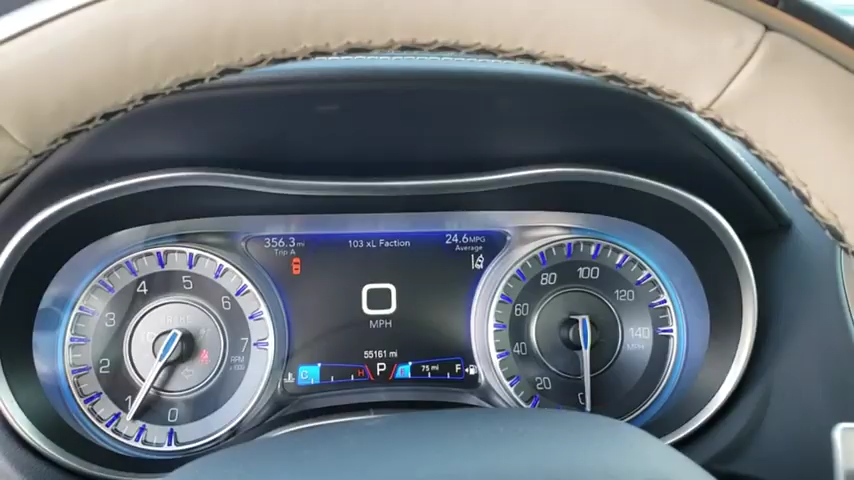 356.3 mi
Trip A
103 xL Faction
24.6 MPG
Average
0
MPH
55161 mi
C H P E 75 mi F
0 1 2 3 4 5 6 7
RPM
x1000
0 20 40 60 80 100 120 140
MPH